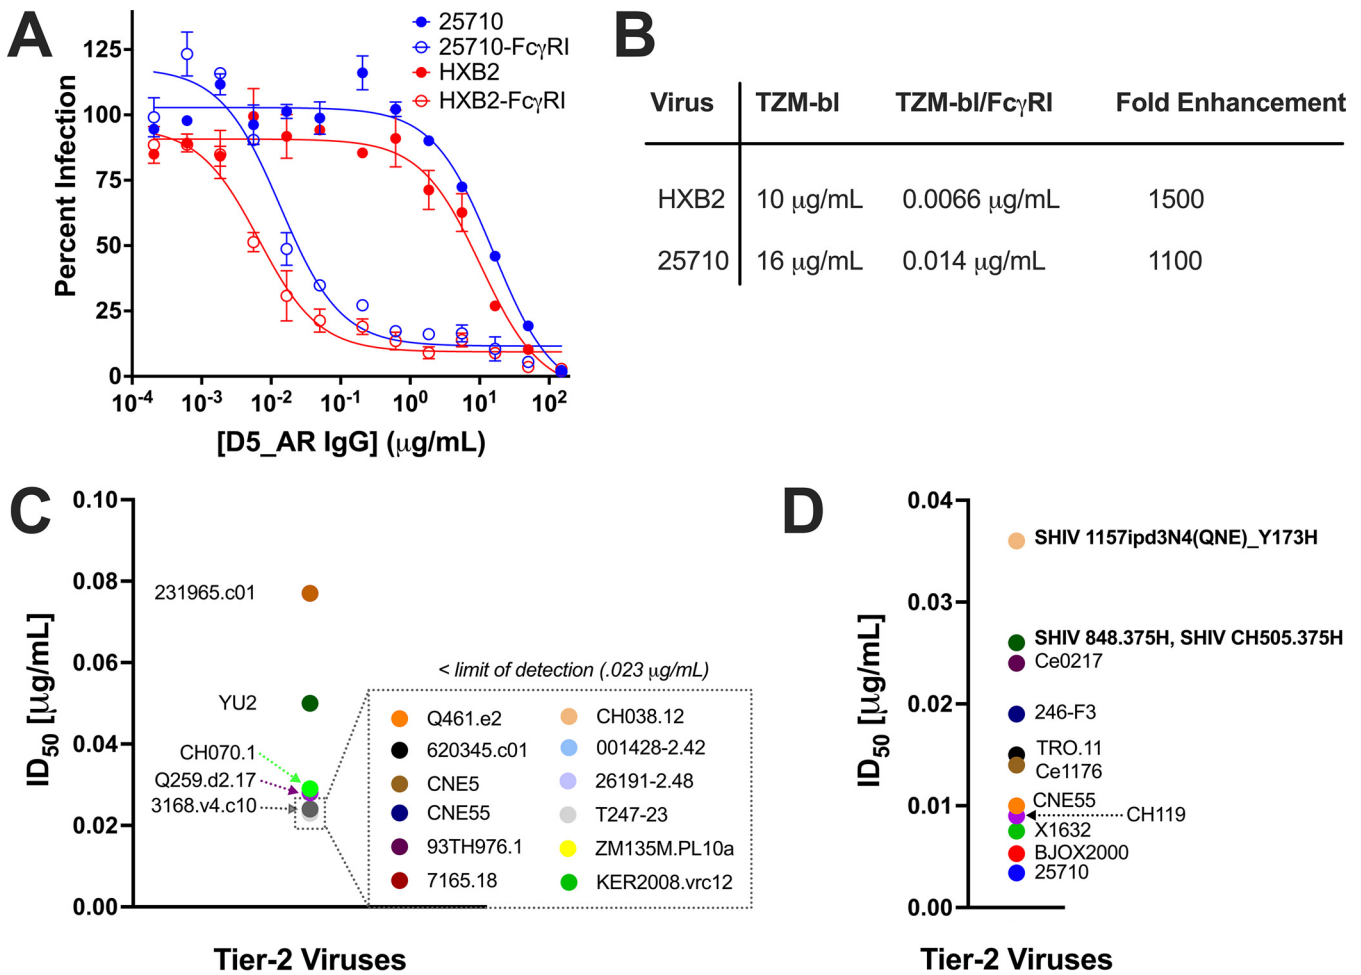 A
25710
25710-FcγRI
HXB2
HXB2-FcγRI
125
100
75
50
25
0
Percent Infection
10-4 10-3 10-2 10-1 100 101 102
[D5_AR IgG] (μg/mL)
B
Virus TZM-bl TZM-bl/FcγRI Fold Enhancement
HXB2 10 μg/mL 0.0066 μg/mL 1500
25710 16 μg/mL 0.014 μg/mL 1100
C
0.10
0.08
0.06
0.04
0.02
0.00
ID50 [μg/mL]
231965.c01
YU2
CH070.1
Q259.d2.17
3168.v4.c10
< limit of detection (.023 μg/mL)
Q461.e2
620345.c01
CNE5
CNE55
93TH976.1
7165.18
CH038.12
001428-2.42
26191-2.48
T247-23
ZM135M.PL10a
KER2008.vrc12
Tier-2 Viruses
D
0.04
0.03
0.02
0.01
0.00
ID50 [μg/mL]
SHIV 1157ipd3N4(QNE)_Y173H
SHIV 848.375H, SHIV CH505.375H
Ce0217
246-F3
TRO.11
Ce1176
CNE55
CH119
X1632
BJOX2000
25710
Tier-2 Viruses